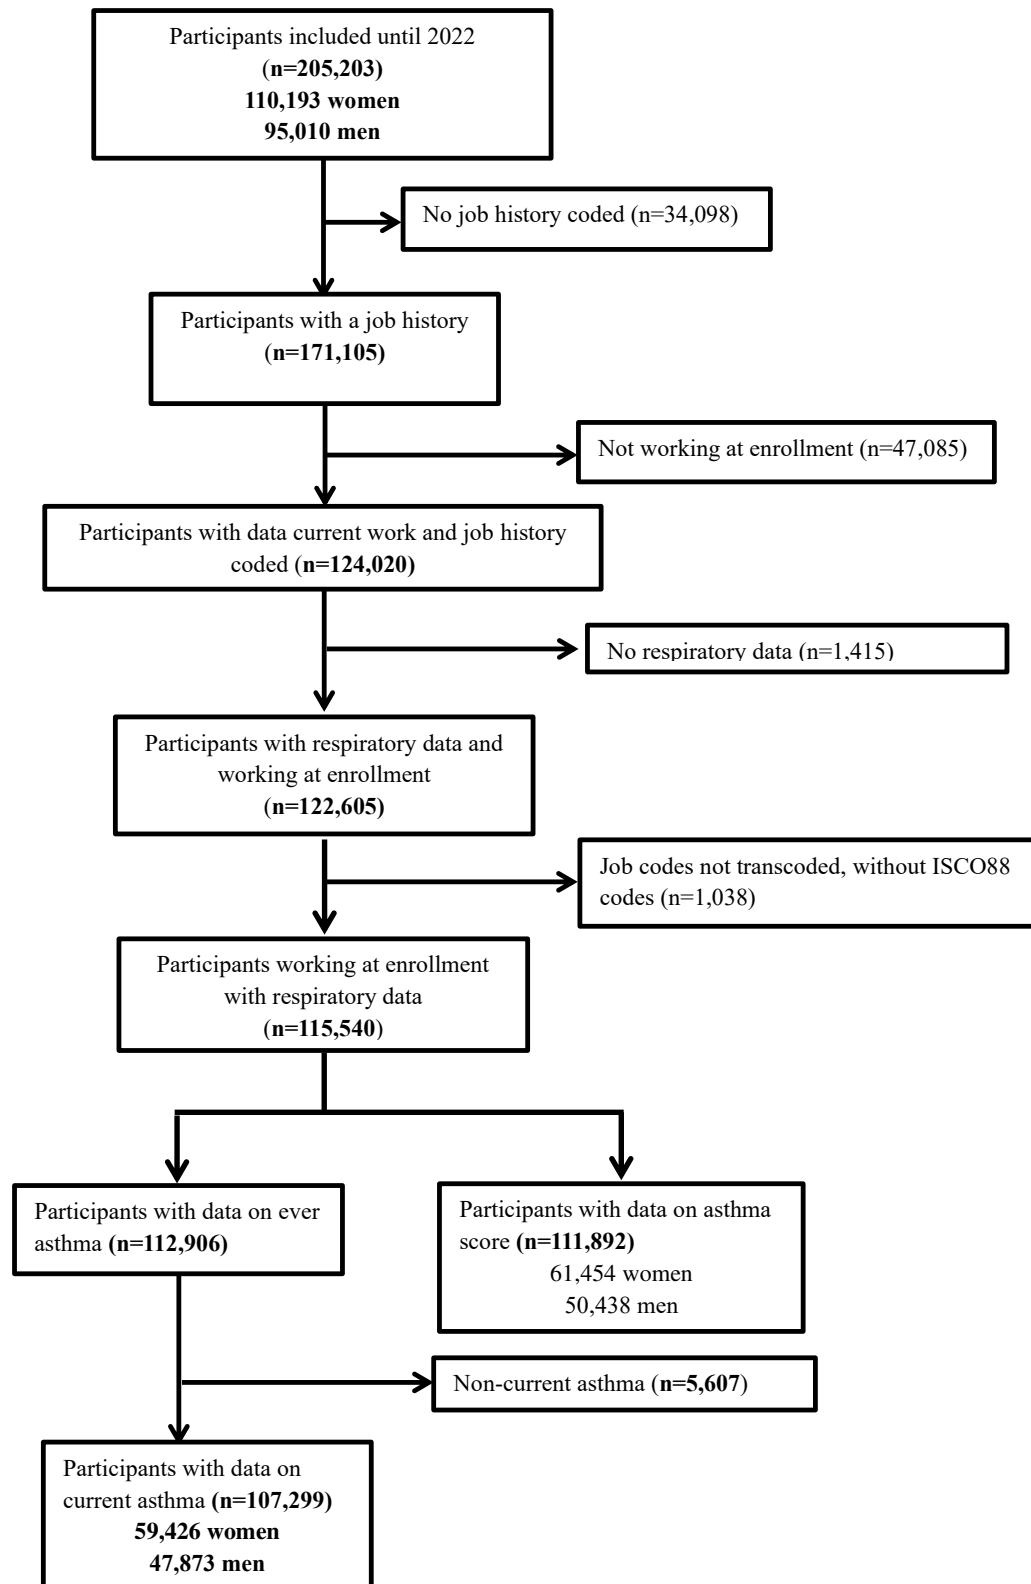 Participants included until 2022
(n=205,203)
110,193 women
95,010 men
No job history coded (n=34,098)
Participants with a job history
(n=171,105)
Not working at enrollment (n=47,085)
Participants with data current work and job history
coded (n=124,020)
No respiratory data (n=1,415)
Participants with respiratory data and
working at enrollment
(n=122,605)
Job codes not transcoded, without ISCO88
codes (n=1,038)
Participants working at enrollment
with respiratory data
(n=115,540)
Participants with data on ever
asthma (n=112,906)
Participants with data on asthma
score (n=111,892)
61,454 women
50,438 men
Non-current asthma (n=5,607)
Participants with data on
current asthma (n=107,299)
59,426 women
47,873 men